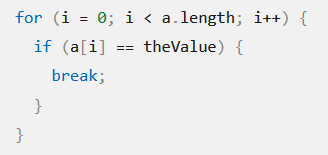 for (i = 0; i < a.length; i++) {
  if (a[i] == theValue) {
    break;
  }
}